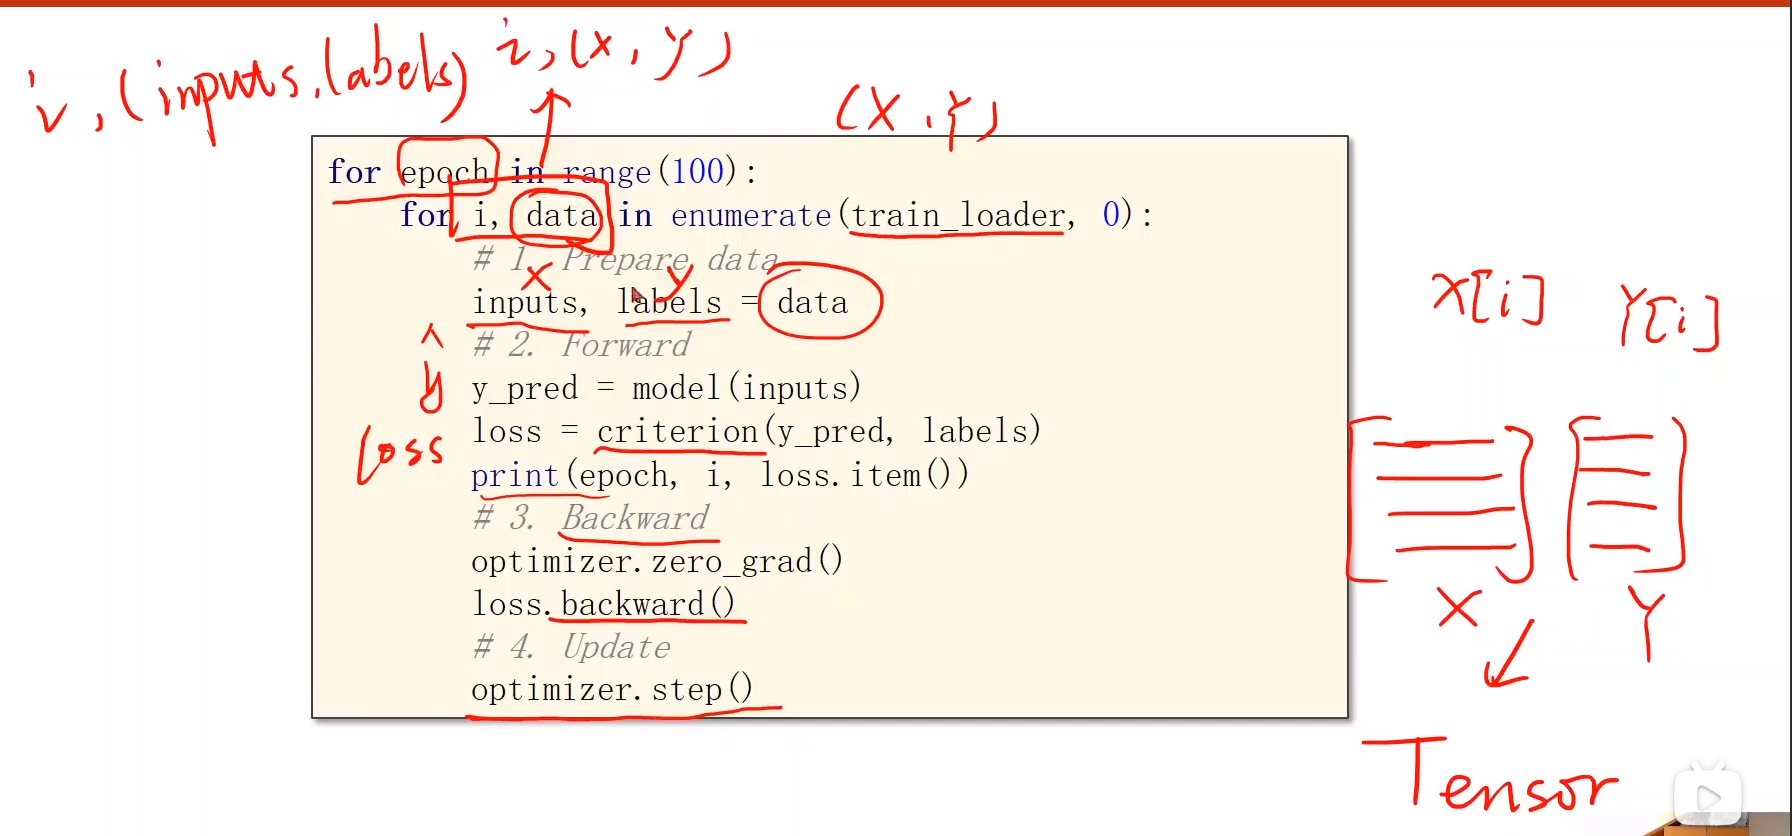 i, (inputs, labels) i, (x, y)
(X, Y)
for epoch in range(100):
for i, data in enumerate(train_loader, 0):
# 1. Prepare data
x y
inputs, labels = data
# 2. Forward
ŷ y_pred = model(inputs)
loss loss = criterion(y_pred, labels)
print(epoch, i, loss.item())
# 3. Backward
optimizer.zero_grad()
loss.backward()
# 4. Update
optimizer.step()
X[i] Y[i]
X Y
Tensor